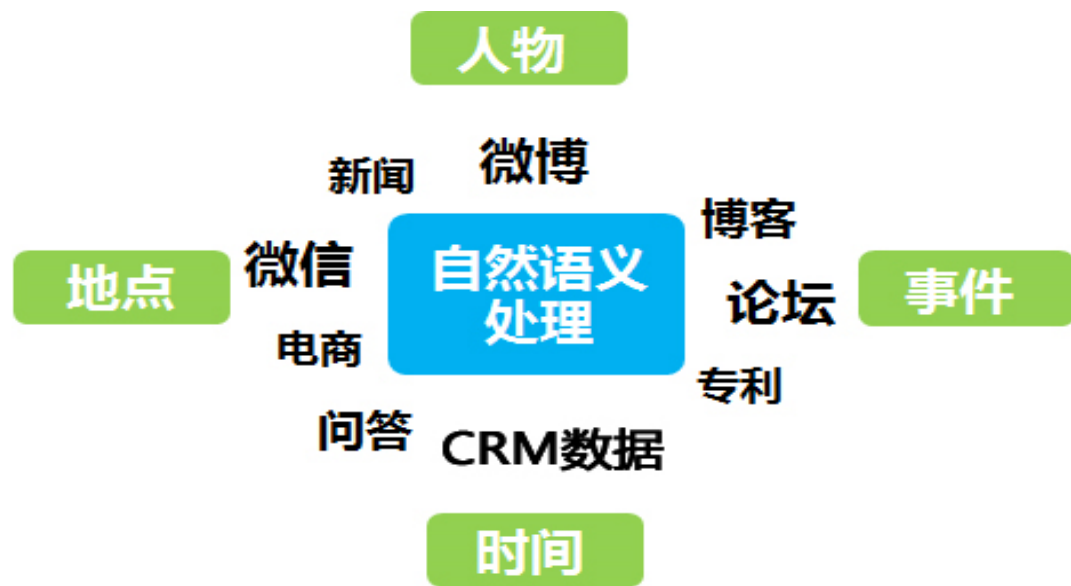 人物
微博
新闻
博客
微信
自然语义
处理
地点
论坛
事件
电商
专利
问答
CRM数据
时间